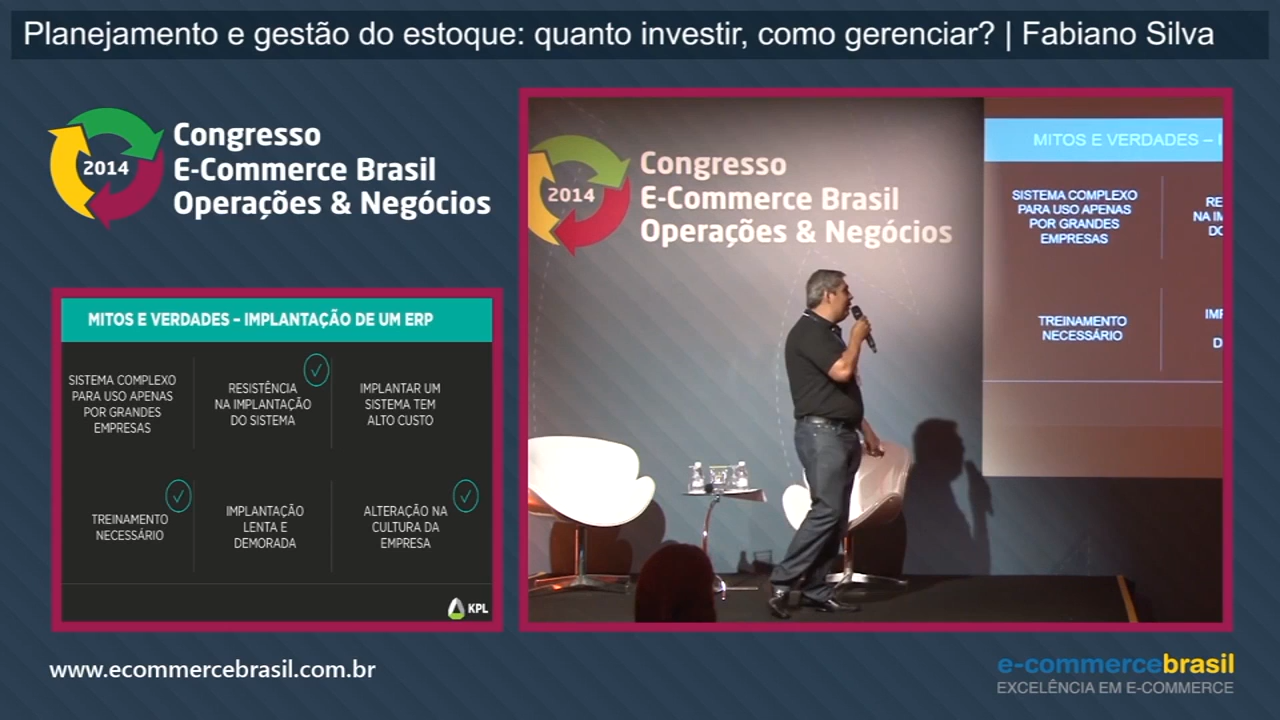 Planejamento e gestão do estoque: quanto investir, como gerenciar? | Fabiano Silva
2014
Congresso
E-Commerce Brasil
Operações & Negócios
MITOS E VERDADES – IMPLANTAÇÃO DE UM ERP
SISTEMA COMPLEXO
PARA USO APENAS
POR GRANDES
EMPRESAS
RESISTÊNCIA
NA IMPLANTAÇÃO
DO SISTEMA
IMPLANTAR UM
SISTEMA TEM
ALTO CUSTO
TREINAMENTO
NECESSÁRIO
IMPLANTAÇÃO
LENTA E
DEMORADA
ALTERAÇÃO NA
CULTURA DA
EMPRESA
KPL
2014
Congresso
E-Commerce Brasil
Operações & Negócios
MITOS E VERDADES –
SISTEMA COMPLEXO
PARA USO APENAS
POR GRANDES
EMPRESAS
TREINAMENTO
NECESSÁRIO
www.ecommercebrasil.com.br
e-commercebrasil
EXCELÊNCIA EM E-COMMERCE